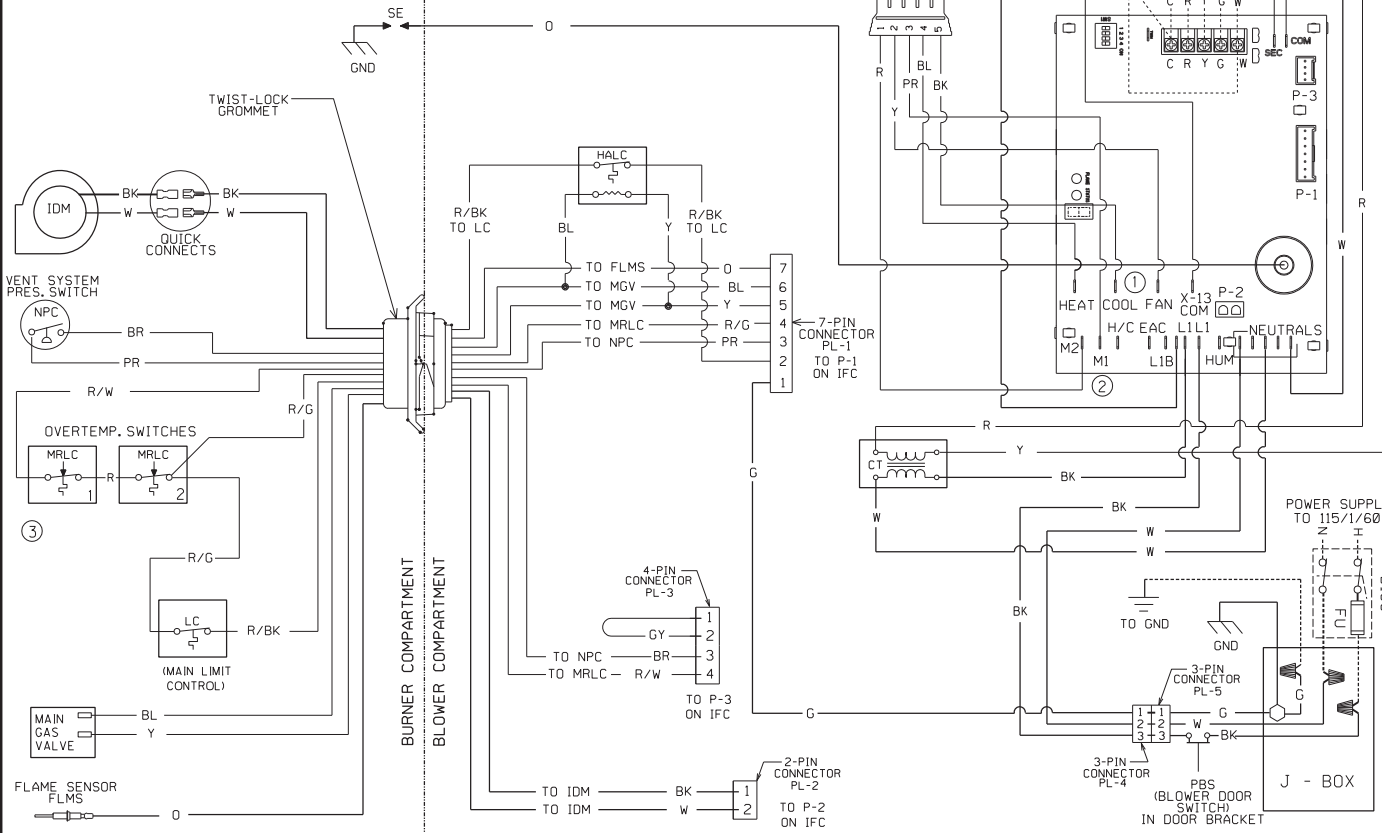 SE
O
GND
TWIST-LOCK
GROMMET
IDM
BK
W
BK
W
QUICK
CONNECTS
VENT SYSTEM
PRES. SWITCH
NPC
BR
PR
R/W
R/G
OVERTEMP. SWITCHES
MRLC
1
R
MRLC
2
3
R/G
LC
R/BK
(MAIN LIMIT
CONTROL)
MAIN
GAS
VALVE
BL
Y
FLAME SENSOR
FLMS
O
BURNER COMPARTMENT
BLOWER COMPARTMENT
HALC
R/BK
TO LC
BL
Y
R/BK
TO LC
TO FLMS O 7
TO MGV BL 6
TO MGV Y 5
TO MRLC R/G 4
TO NPC PR 3
2
1
7-PIN
CONNECTOR
PL-1
TO P-1
ON IFC
G
4-PIN
CONNECTOR
PL-3
1
GY 2
TO NPC BR 3
TO MRLC R/W 4
TO P-3
ON IFC
G
2-PIN
CONNECTOR
PL-2
TO IDM BK 1
TO IDM W 2
TO P-2
ON IFC
1 2 3 4 5
R
Y
PR
BL
BK
C R Y G W
C R Y G W
SEC
COM
P-3
P-1
R
W
HEAT COOL 1 FAN X-13
COM
P-2
H/C EAC L1 L1
NEUTRALS
M2 M1 L1B HUM
2
R
CT
Y
BK
W
BK
W
W
BK
POWER SUPPL
TO 115/1/60
N H
FU
TO GND
GND
3-PIN
CONNECTOR
PL-5
1 1 G
2 2 W
3 3 BK
G
3-PIN
CONNECTOR
PL-4
PBS
(BLOWER DOOR
SWITCH)
IN DOOR BRACKET
J - BOX